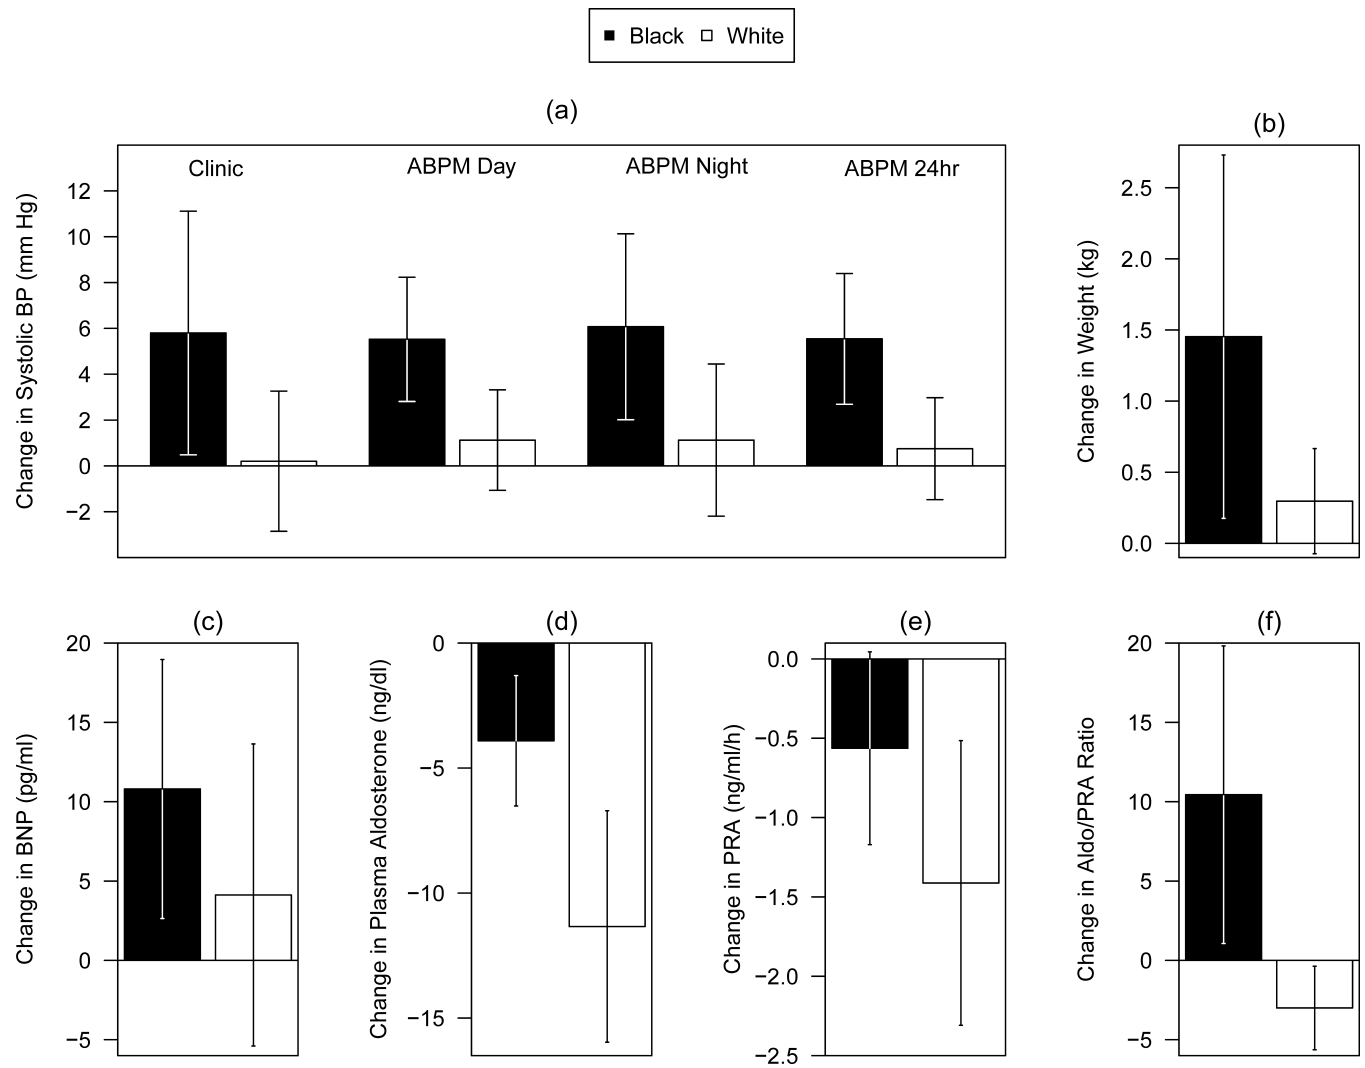 Black White
(a)
Clinic ABPM Day ABPM Night ABPM 24hr
Change in Systolic BP (mm Hg)
12
10
8
6
4
2
0
−2
(b)
Change in Weight (kg)
2.5
2.0
1.5
1.0
0.5
0.0
(c)
Change in BNP (pg/ml)
20
15
10
5
0
−5
(d)
Change in Plasma Aldosterone (ng/dl)
0
−5
−10
−15
(e)
Change in PRA (ng/ml/h)
0.0
−0.5
−1.0
−1.5
−2.0
−2.5
(f)
Change in Aldo/PRA Ratio
20
15
10
5
0
−5